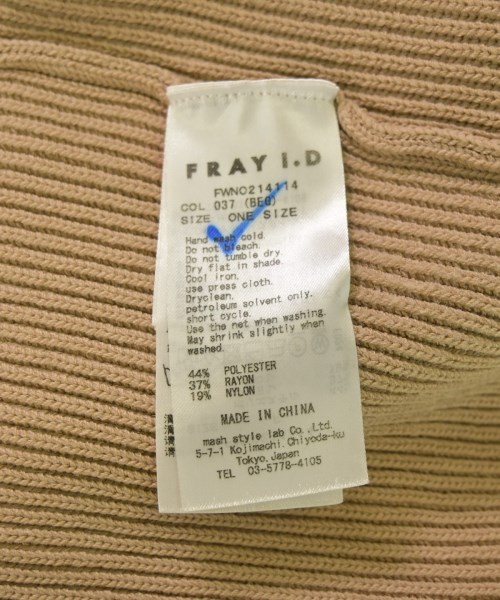 FRAY i.D
FWNO214114
COL 037 (BEG)
SIZE ONE SIZE
Hand wash cold.
Do not bleach.
Do not tumble dry.
Dry flat in shade.
Cool iron,
use press cloth.
Dryclean,
petroleum solvent only.
short cycle.
Use the net when washing.
May shrink slightly when
washed.
44% POLYESTER
37% RAYON
19% NYLON
MADE IN CHINA
mash style lab Co., Ltd.
5-7-1 Kojimachi, Chiyoda-ku
Tokyo, Japan
TEL 03-5778-4105